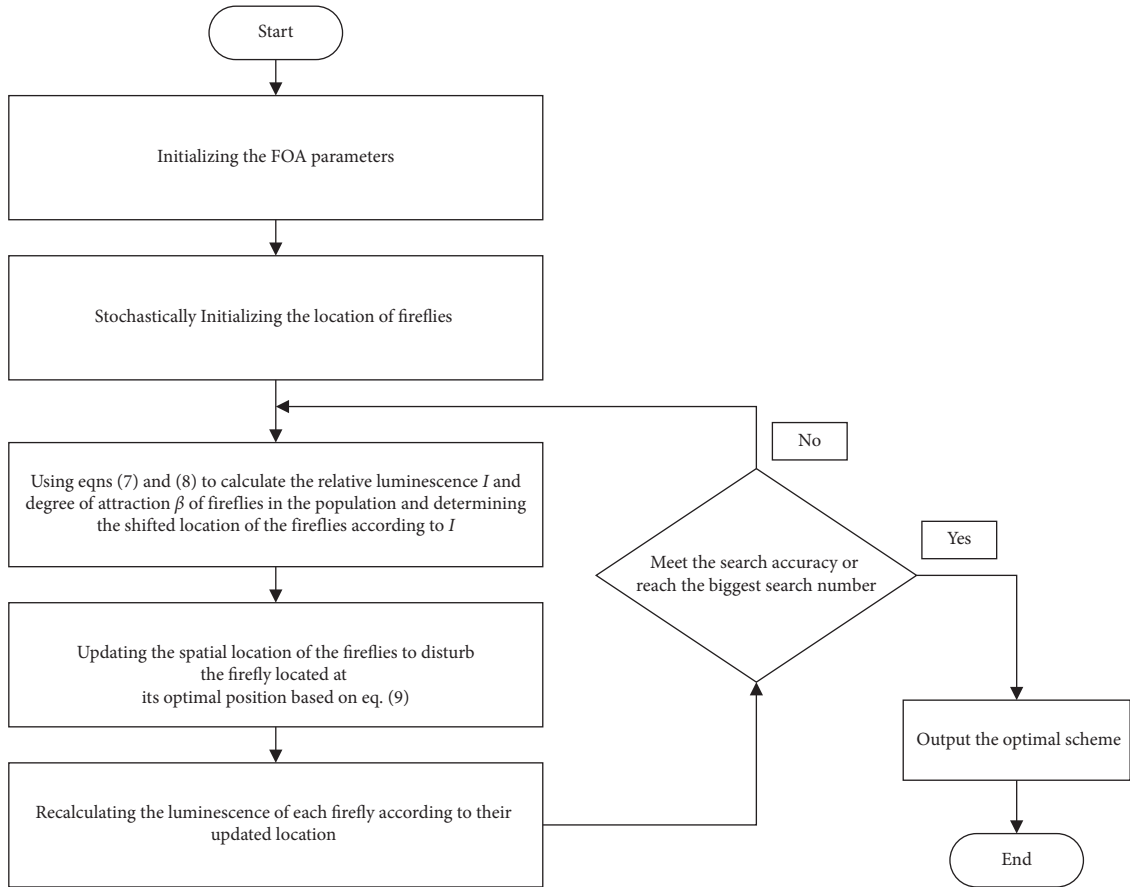 Start
Initializing the FOA parameters
Stochastically Initializing the location of fireflies
Using eqns (7) and (8) to calculate the relative luminescence I and
degree of attraction β of fireflies in the population and determining
the shifted location of the fireflies according to I
Updating the spatial location of the fireflies to disturb
the firefly located at
its optimal position based on eq. (9)
Recalculating the luminescence of each firefly according to their
updated location
Meet the search accuracy or
reach the biggest search number
No
Yes
Output the optimal scheme
End